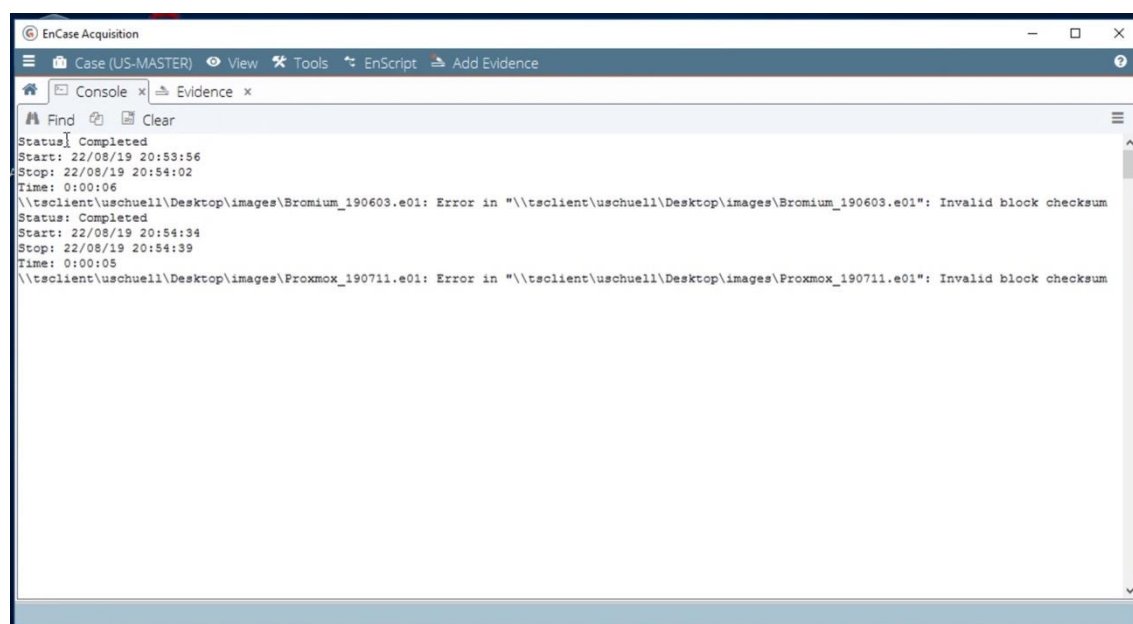 EnCase Acquisition
Case (US-MASTER) View Tools EnScript Add Evidence
Console Evidence
Find Clear
Status: Completed
Start: 22/08/19 20:53:56
Stop: 22/08/19 20:54:02
Time: 0:00:06
\\tsclient\uschuell\Desktop\images\Bromium_190603.e01: Error in "\\tsclient\uschuell\Desktop\images\Bromium_190603.e01": Invalid block checksum
Status: Completed
Start: 22/08/19 20:54:34
Stop: 22/08/19 20:54:39
Time: 0:00:05
\\tsclient\uschuell\Desktop\images\Proxmox_190711.e01: Error in "\\tsclient\uschuell\Desktop\images\Proxmox_190711.e01": Invalid block checksum